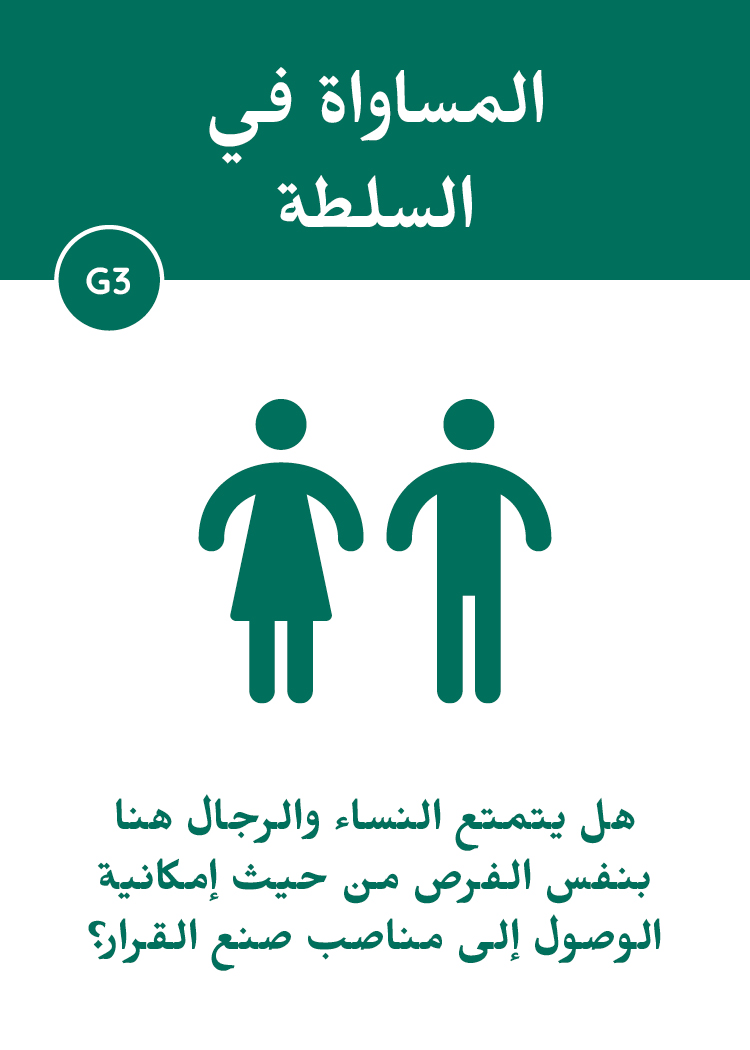 المساواة في
السلطة
G3
هل يتمتع النساء والرجال هنا
بنفس الفرص من حيث إمكانية
الوصول إلى مناصب صنع القرار؟